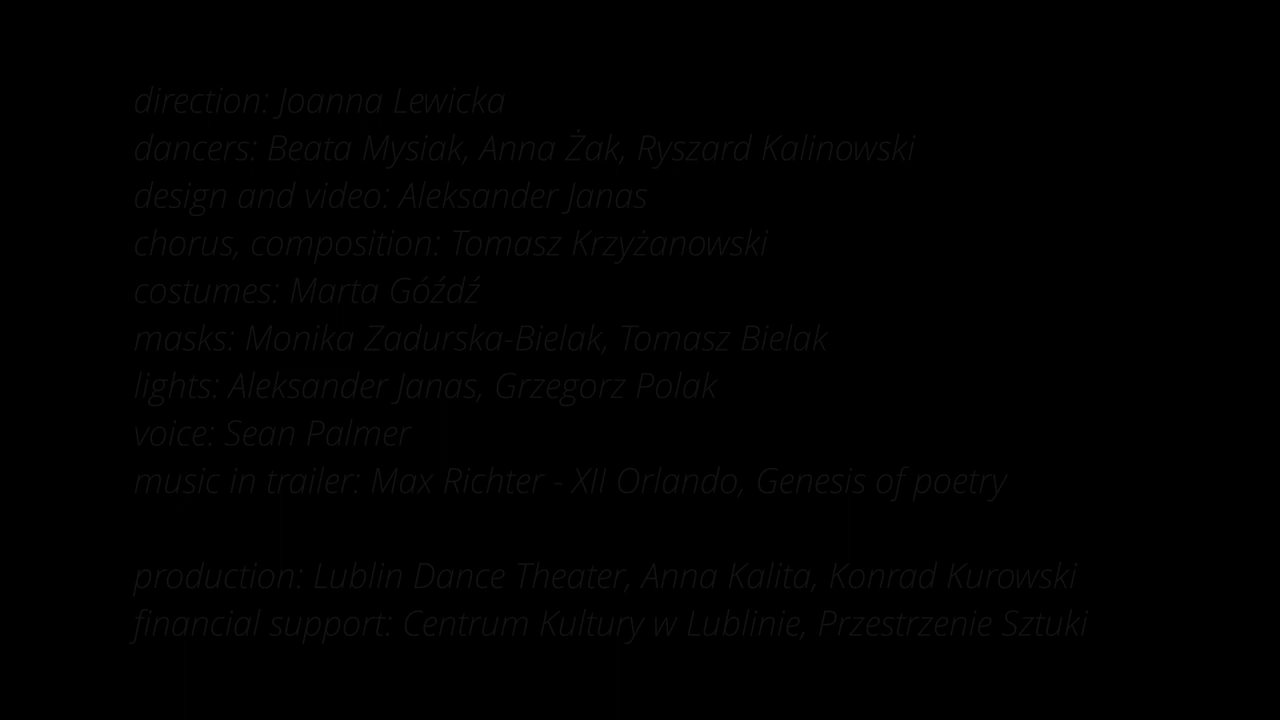 direction: Joanna Lewicka
dancers: Beata Mysiak, Anna Żak, Ryszard Kalinowski
design and video: Aleksander Janas
chorus, composition: Tomasz Krzyżanowski
costumes: Marta Góźdź
masks: Monika Zadurska-Bielak, Tomasz Bielak
lights: Aleksander Janas, Grzegorz Polak
voice: Sean Palmer
music in trailer: Max Richter - XII Orlando, Genesis of poetry
production: Lublin Dance Theater, Anna Kalita, Konrad Kurowski
financial support: Centrum Kultury w Lublinie, Przestrzenie Sztuki